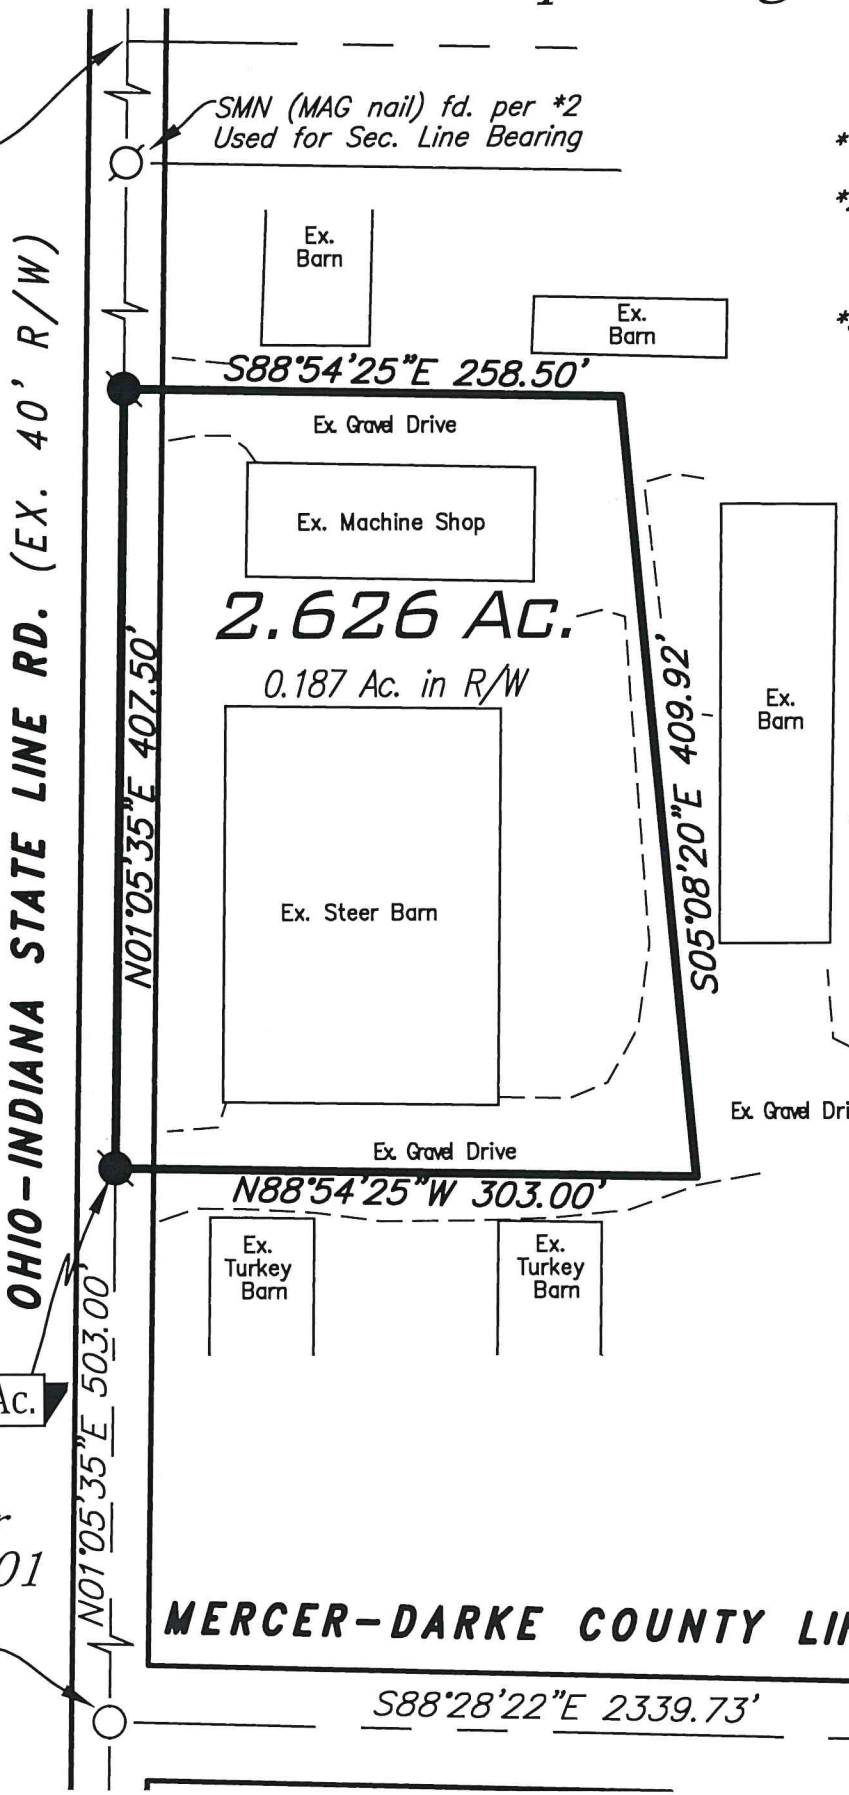 SMN (MAG nail) fd. per *2
Used for Sec. Line Bearing
Ex.
Barn
Ex.
Barn
S88°54'25"E 258.50'
Ex. Gravel Drive
Ex. Machine Shop
2.626 Ac.
0.187 Ac. in R/W
OHIO-INDIANA STATE LINE RD. (EX. 40' R/W)
N01°05'35"E 407.50'
S05°08'20"E 409.92'
Ex.
Barn
Ex. Steer Barn
Ex. Gravel Drive
Ex. Gravel Dri
N88°54'25"W 303.00'
Ex.
Turkey
Barn
Ex.
Turkey
Barn
N01°05'35"E 503.00'
Ac.
01
MERCER-DARKE COUNTY LI
S88°28'22"E 2339.73'